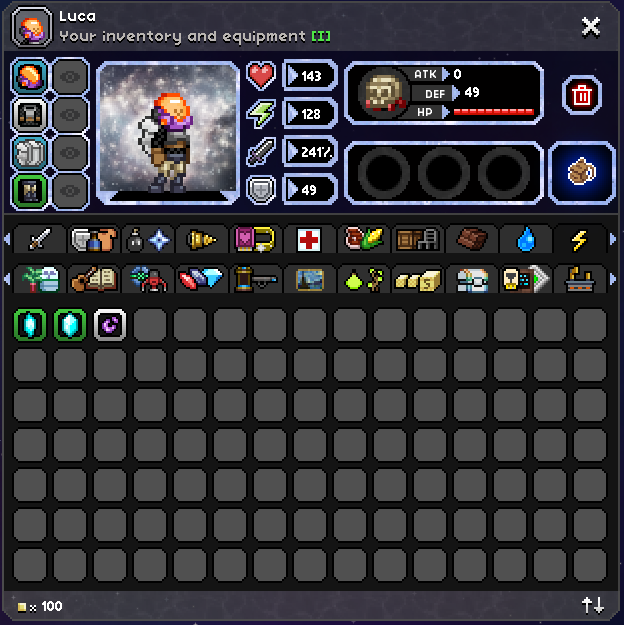 Luca
Your inventory and equipment [I]
143
128
241%
49
ATK 0
DEF 49
HP
x 100